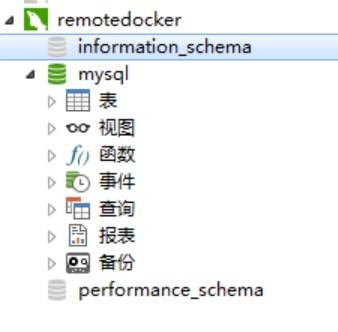 remotedocker
information_schema
mysql
表
视图
f()
函数
事件
查询
报表
备份
performance_schema